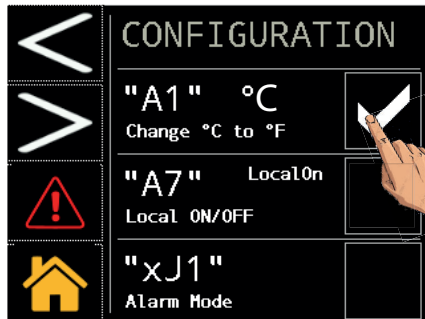 CONFIGURATION
"A1" °C
Change °C to °F
"A7" LocalOn
Local ON/OFF
"xJ1"
Alarm Mode